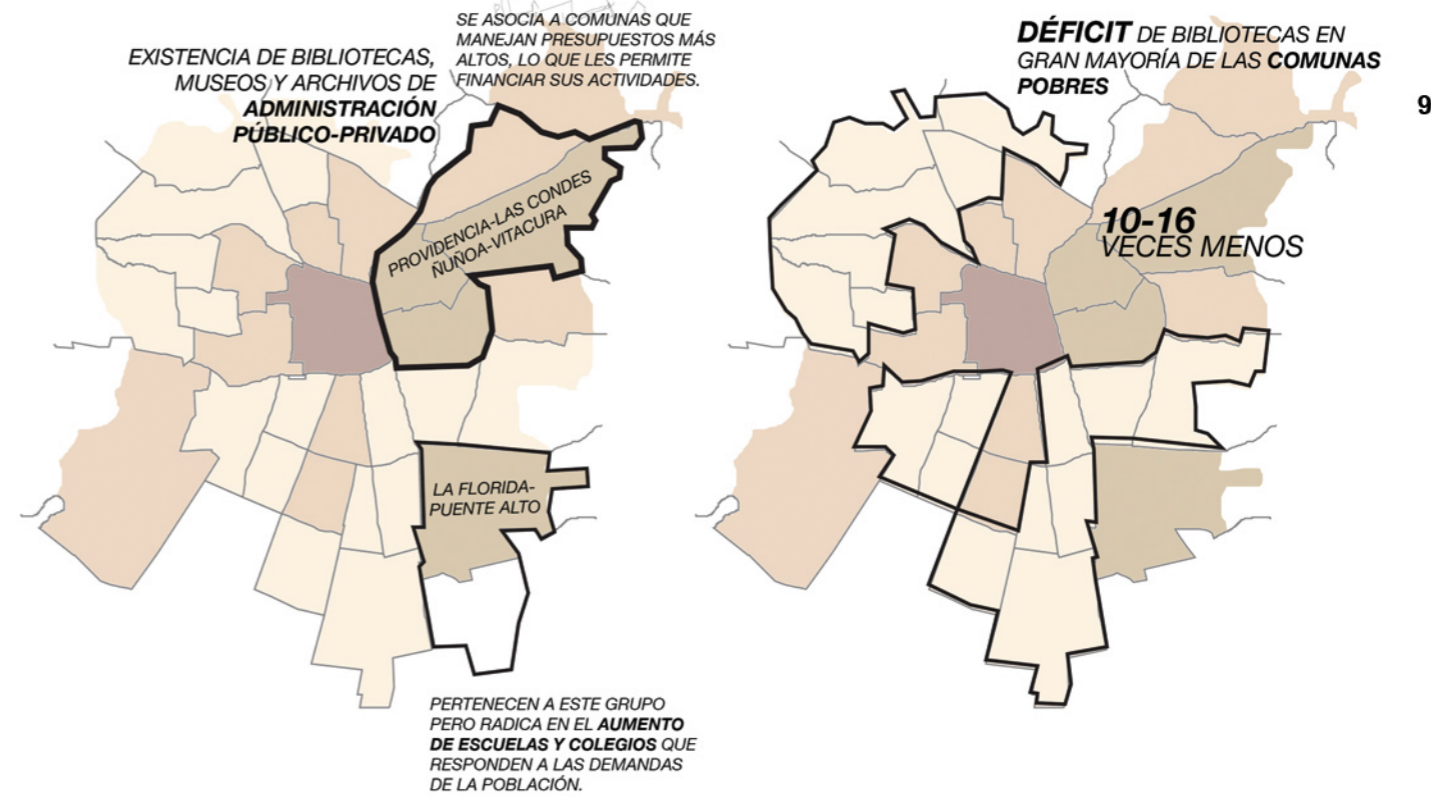 EXISTENCIA DE BIBLIOTECAS,
MUSEOS Y ARCHIVOS DE
ADMINISTRACIÓN
PÚBLICO-PRIVADO
SE ASOCIA A COMUNAS QUE
MANEJAN PRESUPUESTOS MÁS
ALTOS, LO QUE LES PERMITE
FINANCIAR SUS ACTIVIDADES.
PROVIDENCIA-LAS CONDES
ÑUÑOA-VITACURA
LA FLORIDA-
PUENTE ALTO
PERTENECEN A ESTE GRUPO
PERO RADICA EN EL AUMENTO
DE ESCUELAS Y COLEGIOS QUE
RESPONDEN A LAS DEMANDAS
DE LA POBLACIÓN.
DÉFICIT DE BIBLIOTECAS EN
GRAN MAYORÍA DE LAS COMUNAS
POBRES
10-16
VECES MENOS
9